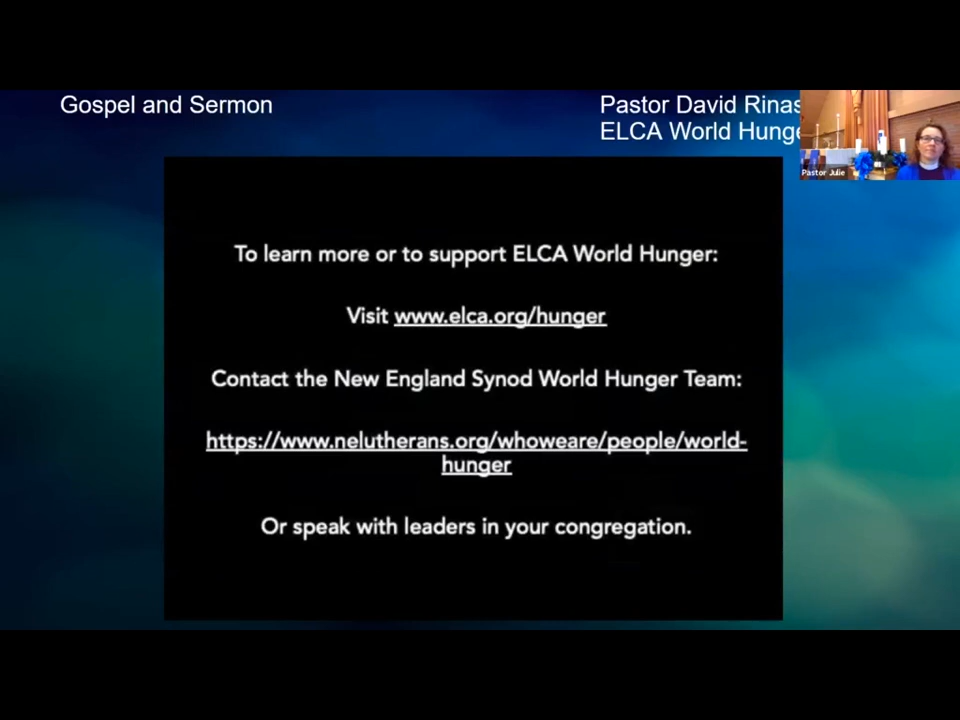 Gospel and Sermon
Pastor David
ELCA World
Pastor Julie
To learn more or to support ELCA World Hunger:
Visit www.elca.org/hunger
Contact the New England Synod World Hunger Team:
https://www.nelutherans.org/whoweare/people/world-
hunger
Or speak with leaders in your congregation.